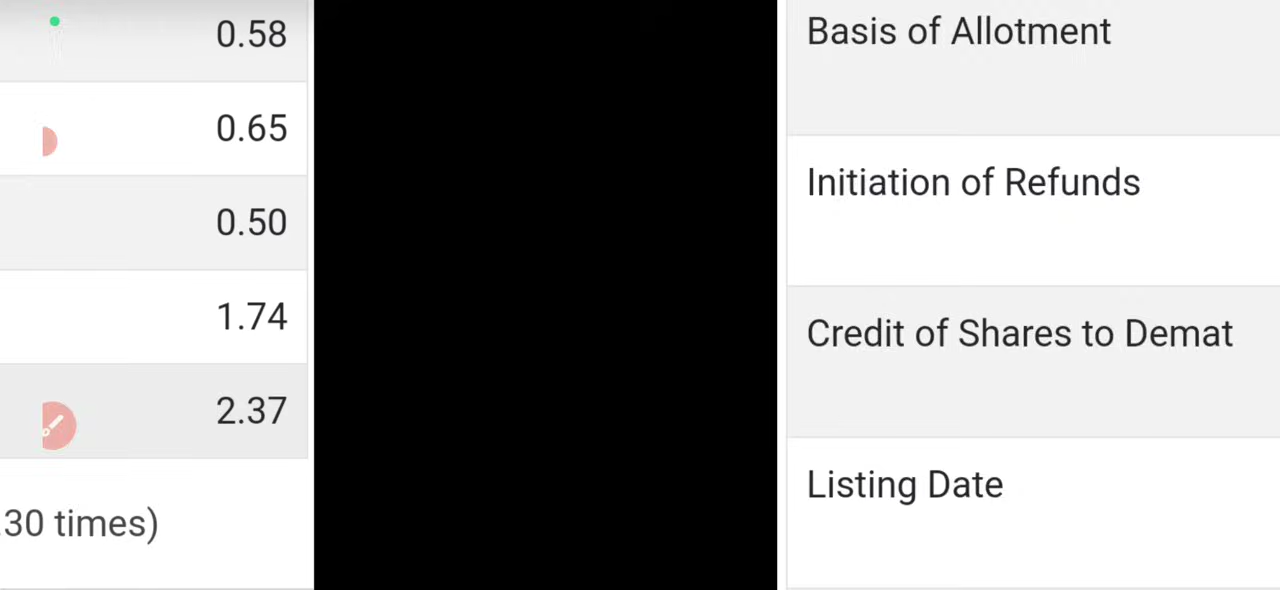 0.58
0.65
0.50
1.74
2.37
.30 times)
Basis of Allotment
Initiation of Refunds
Credit of Shares to Demat
Listing Date